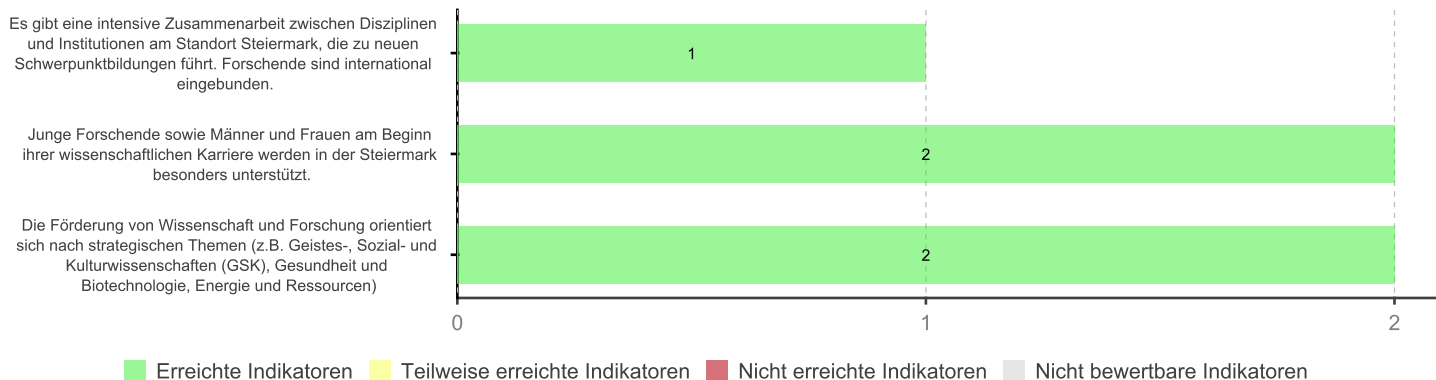 Es gibt eine intensive Zusammenarbeit zwischen Disziplinen
und Institutionen am Standort Steiermark, die zu neuen
Schwerpunktbildungen führt. Forschende sind international
eingebunden.
1
Junge Forschende sowie Männer und Frauen am Beginn
ihrer wissenschaftlichen Karriere werden in der Steiermark
besonders unterstützt.
2
Die Förderung von Wissenschaft und Forschung orientiert
sich nach strategischen Themen (z.B. Geistes-, Sozial- und
Kulturwissenschaften (GSK), Gesundheit und
Biotechnologie, Energie und Ressourcen)
2
0 1 2
Erreichte Indikatoren Teilweise erreichte Indikatoren Nicht erreichte Indikatoren Nicht bewertbare Indikatoren